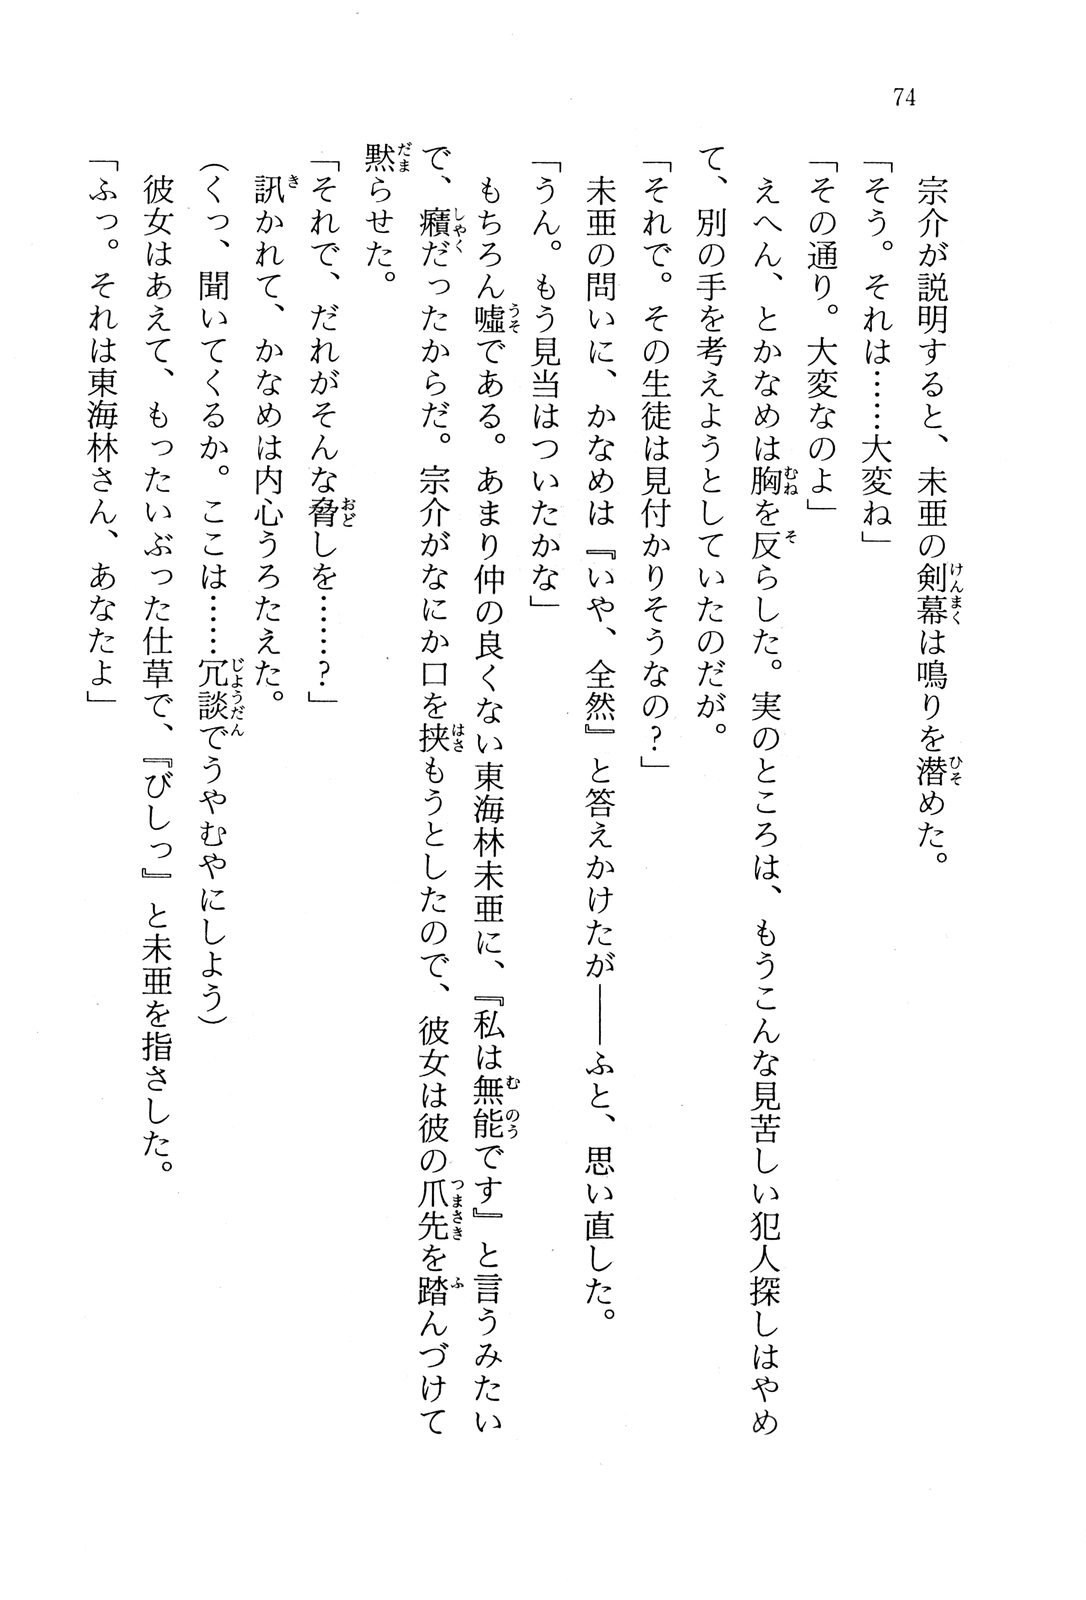 74
宗介が説明すると、未亜の剣幕は鳴りを潜めた。
「そう。それは……大変ね」
「その通り。大変なのよ」
えへん、とかなめは胸を反らした。実のところは、もうこんな見苦しい犯人探しはやめ
て、別の手を考えようとしていたのだが。
「それで。その生徒は見付かりそうなの？」
未亜の問いに、かなめは『いや、全然』と答えかけたが――ふと、思い直した。
「うん。もう見当はついたかな」
もちろん嘘である。あまり仲の良くない東海林未亜に、『私は無能です』と言うみたい
で、癪だったからだ。宗介がなにか口を挟もうとしたので、彼女は彼の爪先を踏んづけて
黙らせた。
「それで、だれがそんな脅しを……？」
訊かれて、かなめは内心うろたえた。
（くっ、聞いてくるか。ここは……冗談でうやむやにしよう）
彼女はあえて、もったいぶった仕草で、『びしっ』と未亜を指さした。
「ふっ。それは東海林さん、あなたよ」